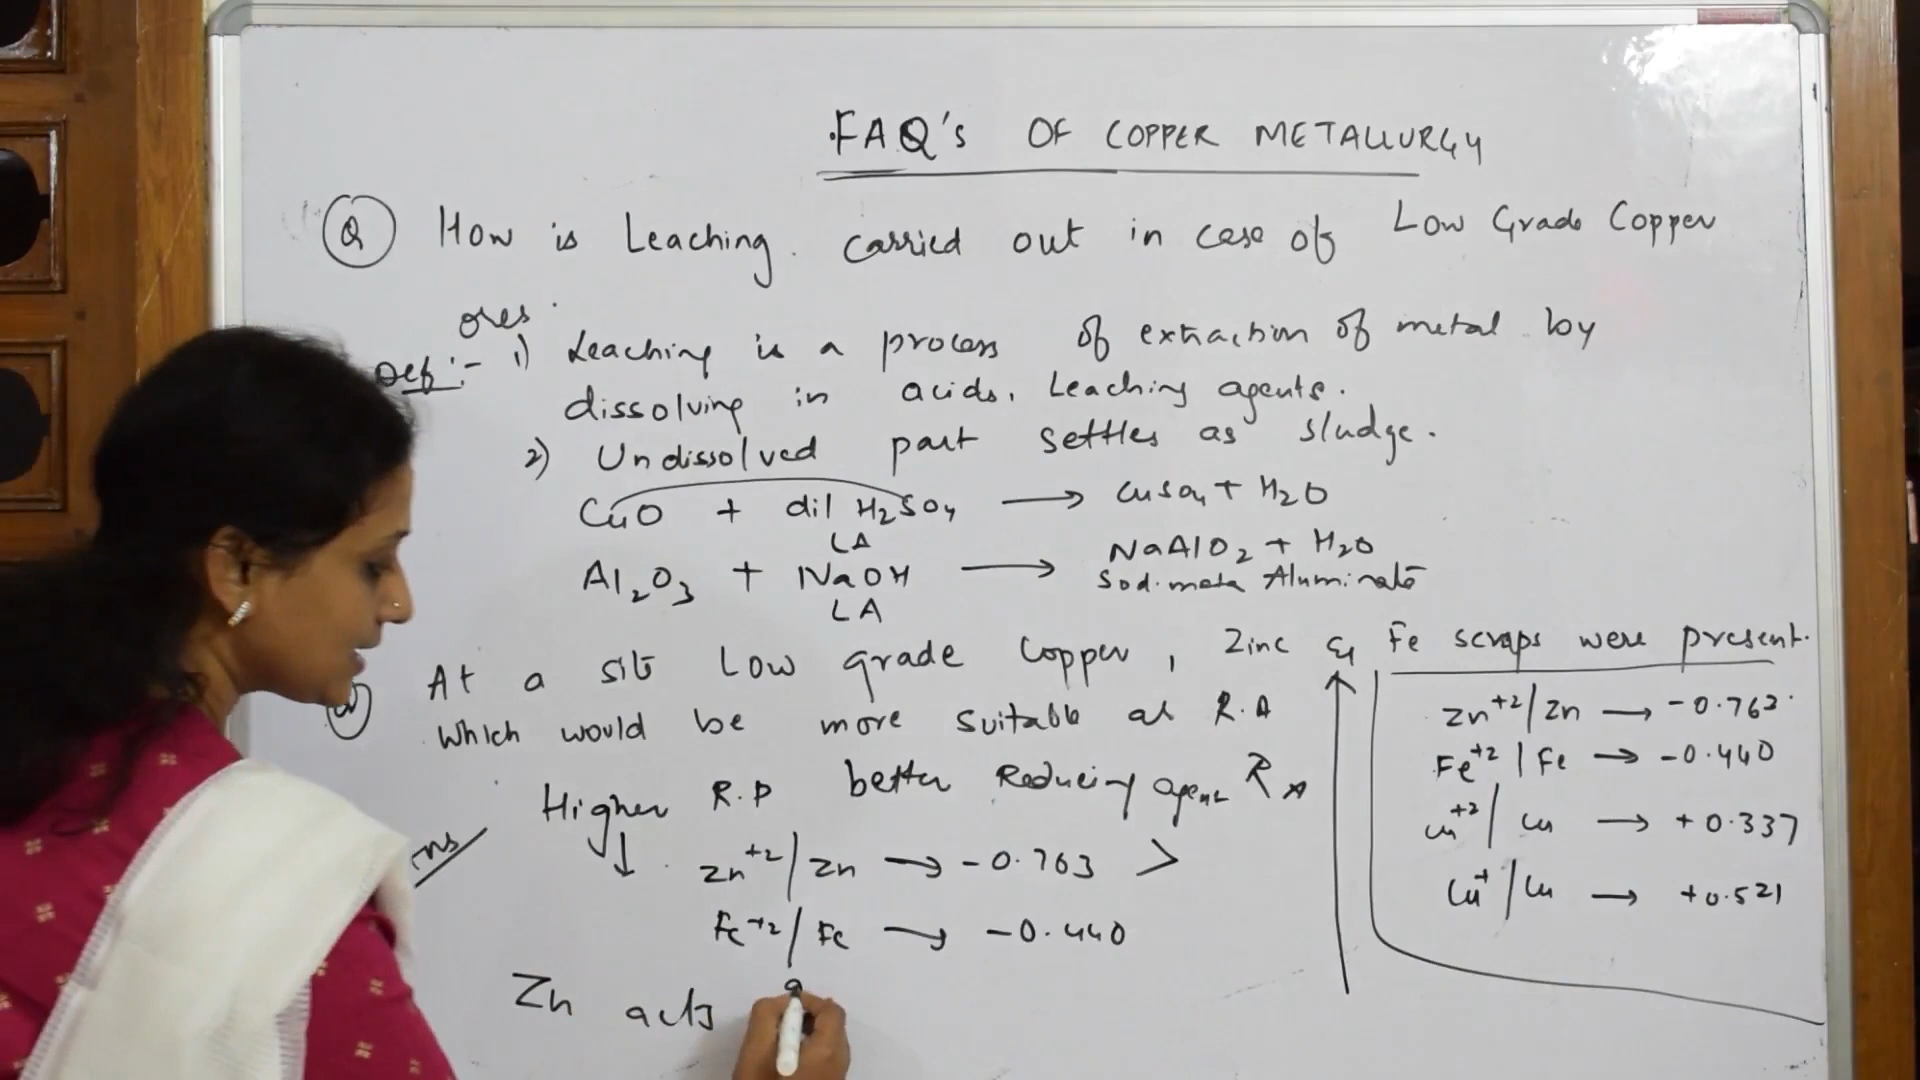 FAQ's OF COPPER METALLURGY
Q How is Leaching carried out in case of Low Grade Copper
ores.
Def:- 1) Leaching is a process of extraction of metal by
dissolving in acids. Leaching agents.
2) Undissolved part settles as sludge.
CuO + dil H₂SO₄ → CuSO₄ + H₂O
LA
Al₂O₃ + NaOH → NaAlO₂ + H₂O
LA Sod. meta Aluminate
At a site Low grade copper, Zinc & Fe scraps were present.
Which would be more suitable as R.A
Higher R.P better Reducing agent RA
↓ Zn⁺²/Zn → -0.763 >
Fe⁺²/Fe → -0.440
Zn acts a
Zn⁺²/Zn → -0.762
Fe⁺²/Fe → -0.440
Cu⁺²/Cu → +0.337
Cu⁺/Cu → +0.521